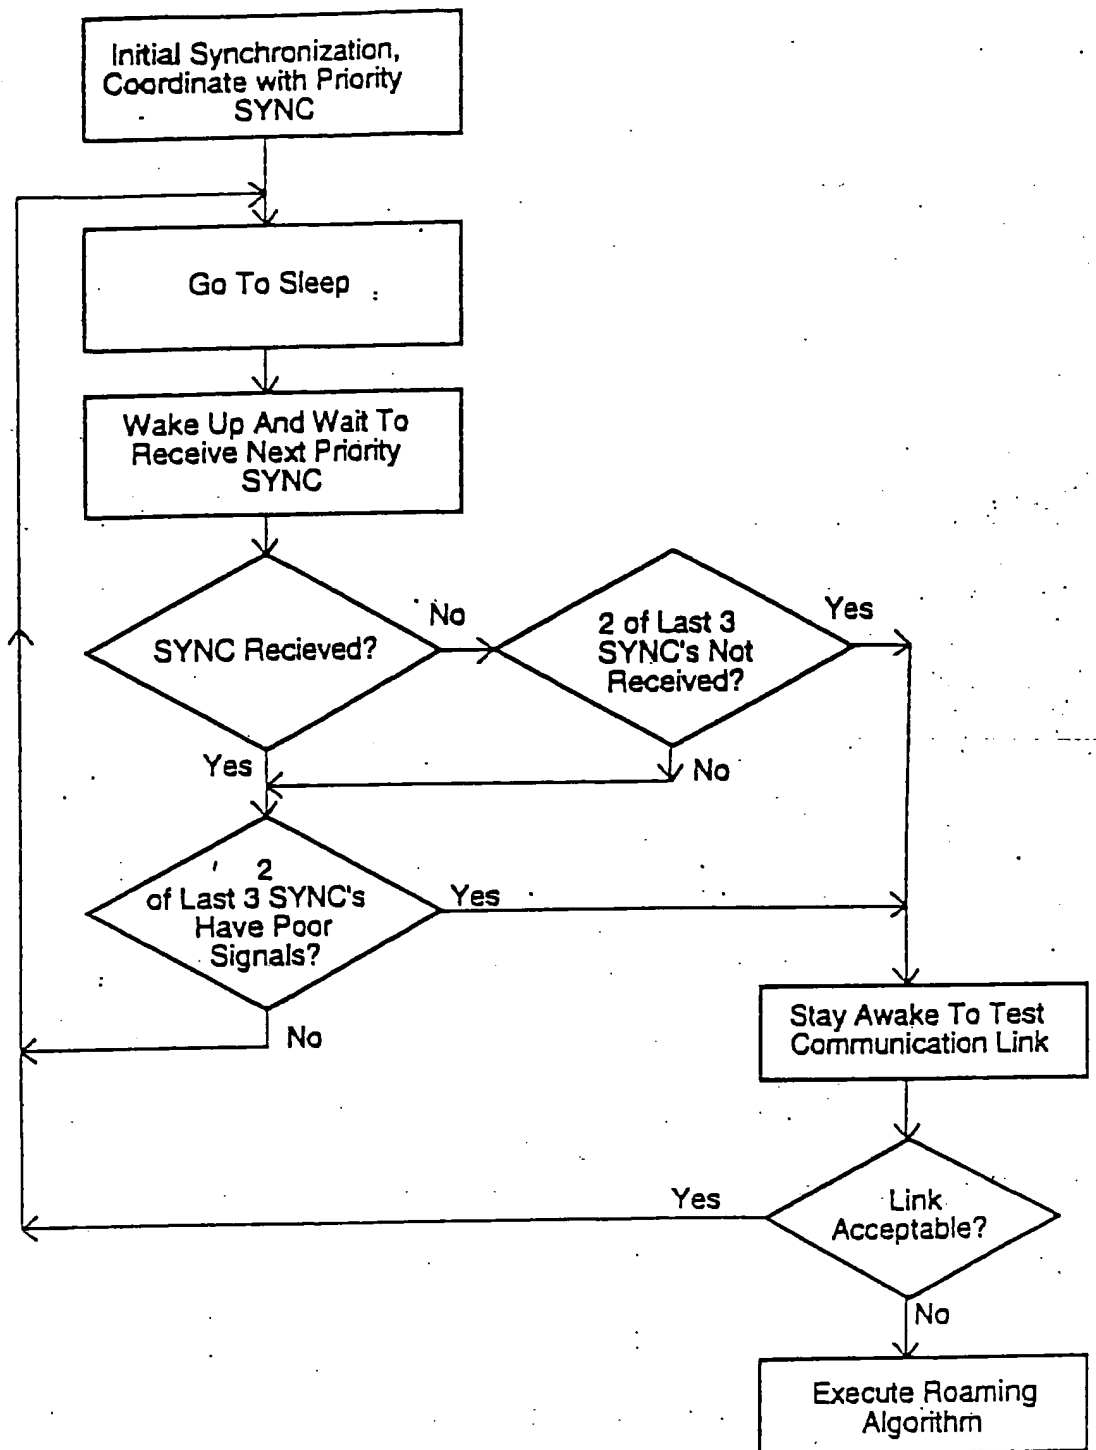 Initial Synchronization,
Coordinate with Priority
SYNC
Go To Sleep
Wake Up And Wait To
Receive Next Priority
SYNC
SYNC Recieved?
No
2 of Last 3
SYNC's Not
Received?
Yes
Yes
No
2
of Last 3 SYNC's
Have Poor
Signals?
Yes
No
Stay Awake To Test
Communication Link
Link
Acceptable?
Yes
No
Execute Roaming
Algorithm